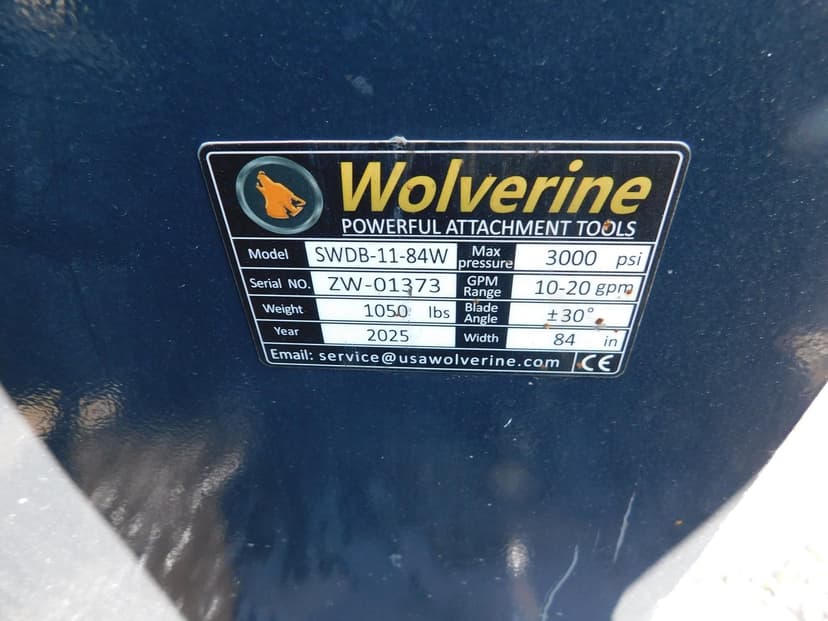 Wolverine
POWERFUL ATTACHMENT TOOLS
Model SWDB-11-84W Max pressure 3000 psi
Serial NO. ZW-01373 GPM Range 10-20 gpm
Weight 1050 lbs Blade Angle ±30°
Year 2025 Width 84 in
Email: service@usawolverine.com CE